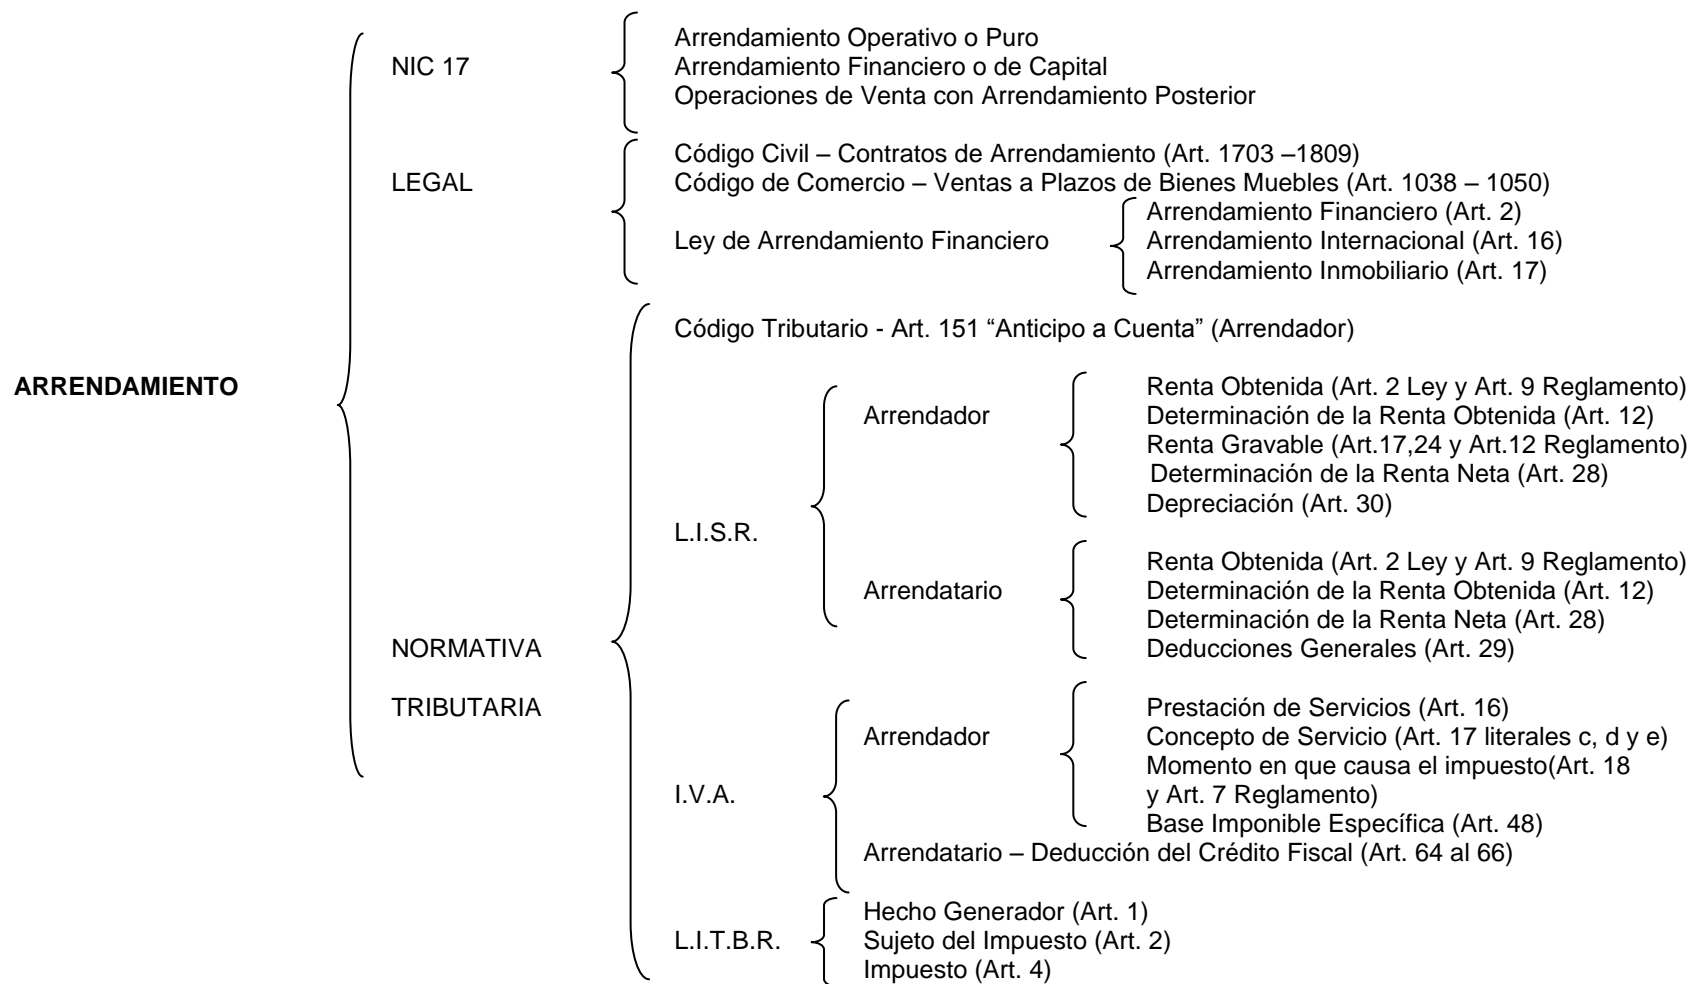 Arrendamiento Operativo o Puro
NIC 17
Arrendamiento Financiero o de Capital
Operaciones de Venta con Arrendamiento Posterior
Código Civil – Contratos de Arrendamiento (Art. 1703 –1809)
LEGAL
Código de Comercio – Ventas a Plazos de Bienes Muebles (Art. 1038 – 1050)
Ley de Arrendamiento Financiero
Arrendamiento Financiero (Art. 2)
Arrendamiento Internacional (Art. 16)
Arrendamiento Inmobiliario (Art. 17)
ARRENDAMIENTO
NORMATIVA
TRIBUTARIA
Código Tributario - Art. 151 “Anticipo a Cuenta” (Arrendador)
L.I.S.R.
Arrendador
Renta Obtenida (Art. 2 Ley y Art. 9 Reglamento)
Determinación de la Renta Obtenida (Art. 12)
Renta Gravable (Art.17,24 y Art.12 Reglamento)
Determinación de la Renta Neta (Art. 28)
Depreciación (Art. 30)
Arrendatario
Renta Obtenida (Art. 2 Ley y Art. 9 Reglamento)
Determinación de la Renta Obtenida (Art. 12)
Determinación de la Renta Neta (Art. 28)
Deducciones Generales (Art. 29)
I.V.A.
Arrendador
Prestación de Servicios (Art. 16)
Concepto de Servicio (Art. 17 literales c, d y e)
Momento en que causa el impuesto(Art. 18
y Art. 7 Reglamento)
Base Imponible Específica (Art. 48)
Arrendatario – Deducción del Crédito Fiscal (Art. 64 al 66)
L.I.T.B.R.
Hecho Generador (Art. 1)
Sujeto del Impuesto (Art. 2)
Impuesto (Art. 4)